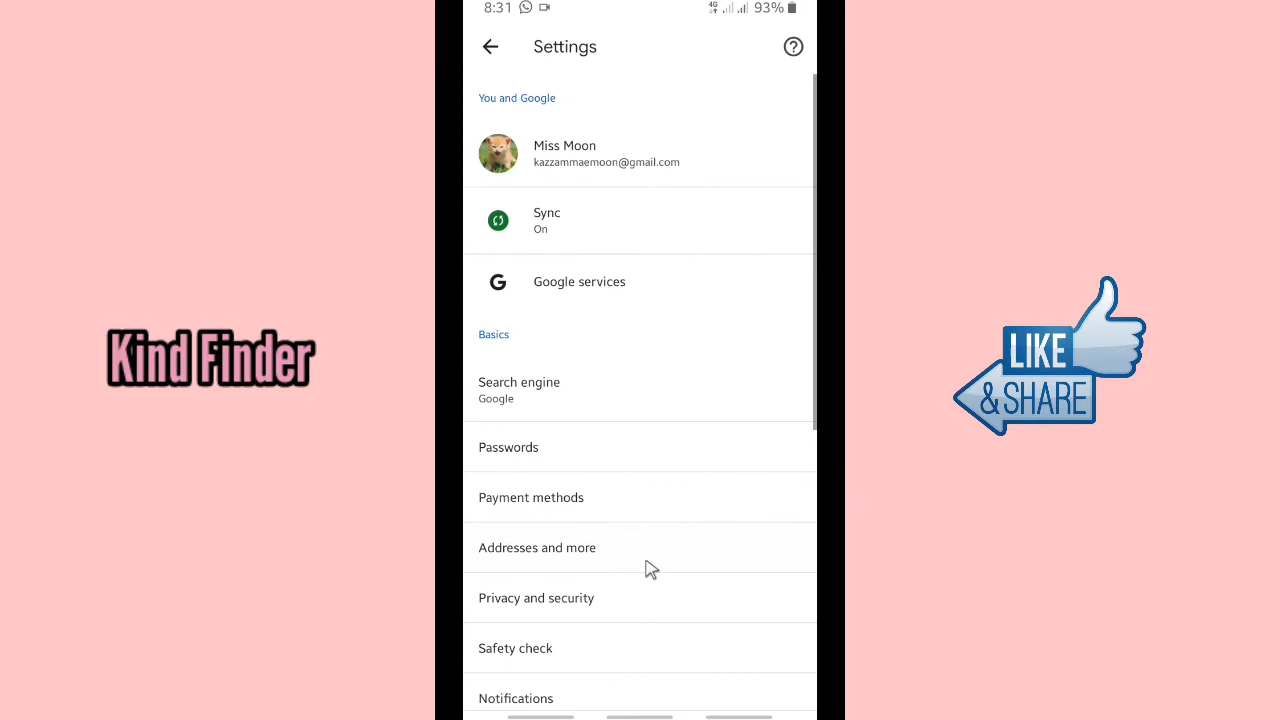 8:31
4G
93%
Settings
You and Google
Miss Moon
kazzammaemoon@gmail.com
Sync
On
Google services
Basics
Search engine
Google
Passwords
Payment methods
Addresses and more
Privacy and security
Safety check
Notifications
Kind Finder
LIKE
& SHARE